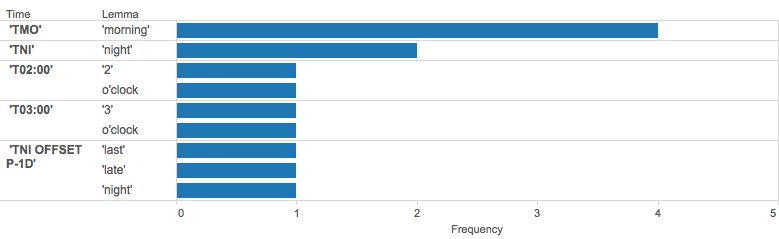 Time Lemma
'TMO' 'morning'
'TNI' 'night'
'T02:00' '2'
o'clock
'T03:00' '3'
o'clock
'TNI OFFSET 'last'
P-1D' 'late'
'night'
0 1 2 3 4 5
Frequency